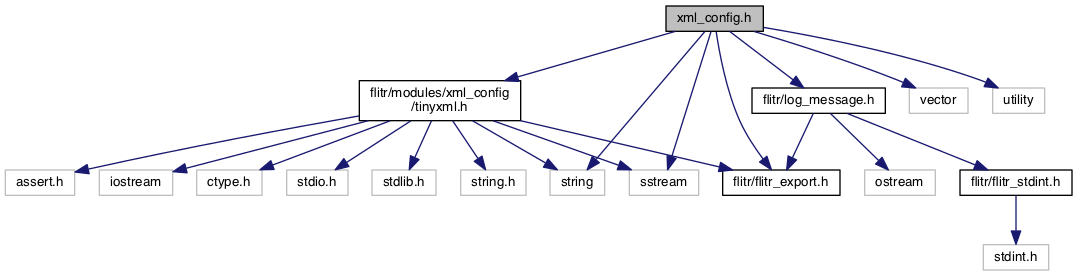 xml_config.h
flitr/modules/xml_config
/tinyxml.h
flitr/log_message.h
vector
utility
assert.h
iostream
ctype.h
stdio.h
stdlib.h
string.h
string
sstream
flitr/flitr_export.h
ostream
flitr/flitr_stdint.h
stdint.h